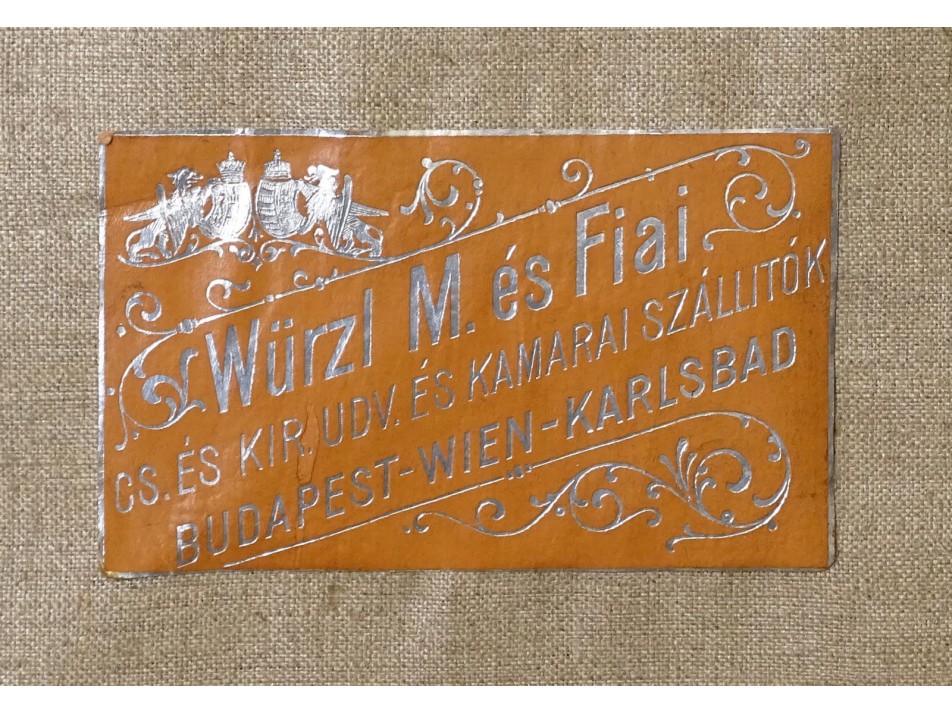 Würzl M. és Fiai
CS. ÉS KIR. UDV. ÉS KAMARAI SZÁLLITÓK
BUDAPEST-WIEN-KARLSBAD